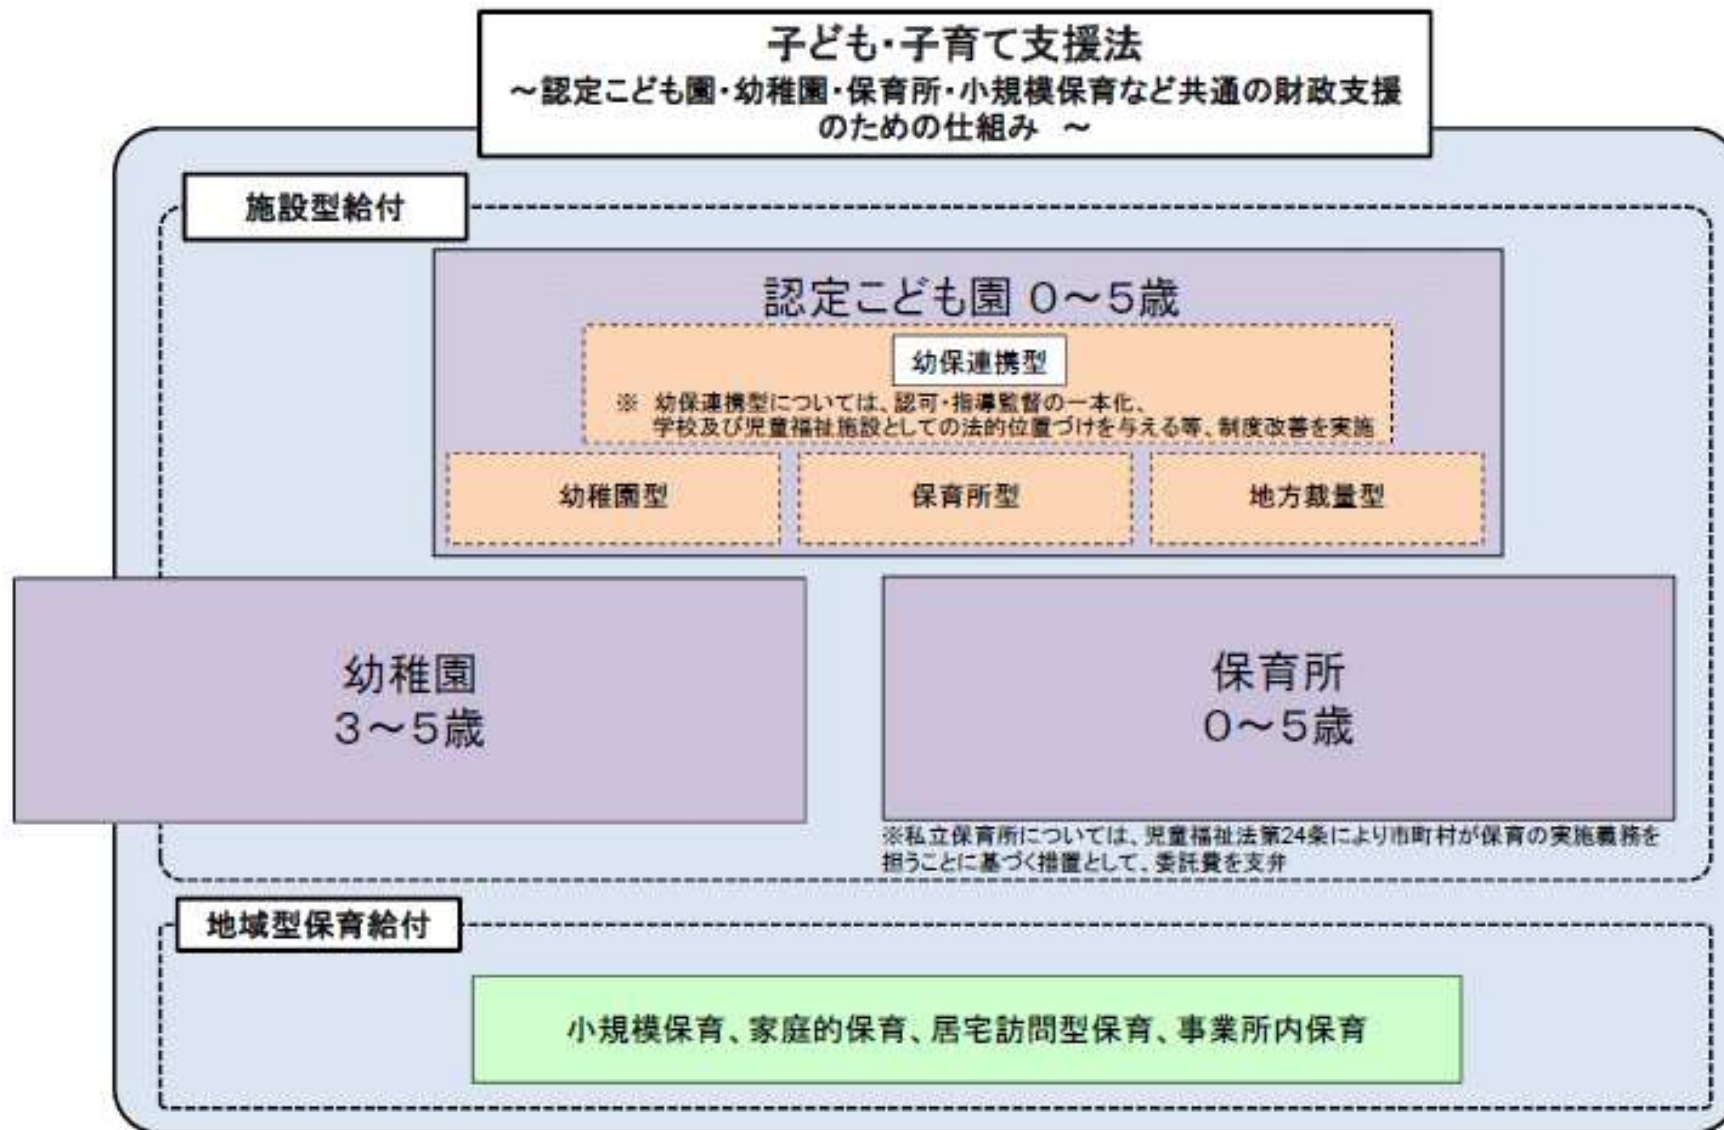 子ども・子育て支援法
～認定こども園・幼稚園・保育所・小規模保育など共通の財政支援
のための仕組み　～
施設型給付
認定こども園 ０～５歳
幼保連携型
※　幼保連携型については、認可・指導監督の一本化、
学校及び児童福祉施設としての法的位置づけを与える等、制度改善を実施
幼稚園型
保育所型
地方裁量型
幼稚園
３～５歳
保育所
０～５歳
※私立保育所については、児童福祉法第24条により市町村が保育の実施義務を
担うことに基づく措置として、委託費を支弁
地域型保育給付
小規模保育、家庭的保育、居宅訪問型保育、事業所内保育